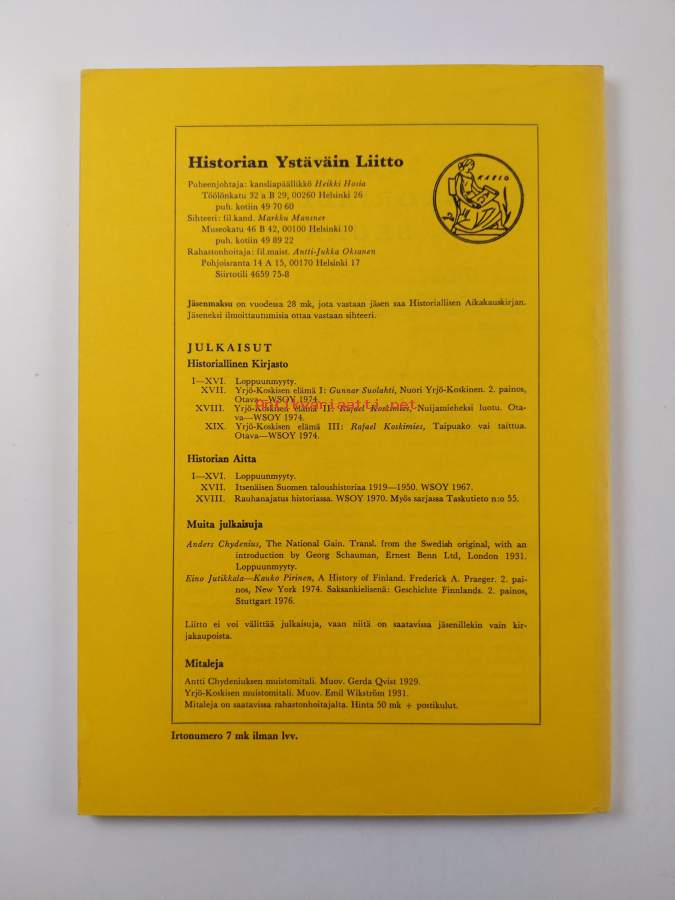 Historian Ystäväin Liitto
KLEIO
Puheenjohtaja: kansliapäällikkö Heikki Hosia
Töölönkatu 32 a B 29, 00260 Helsinki 26
puh. kotiin 49 70 60
Sihteeri: fil.kand. Markku Mansner
Museokatu 46 B 42, 00100 Helsinki 10
puh. kotiin 49 89 22
Rahastonhoitaja: fil.maist. Antti-Jukka Oksanen
Pohjoisranta 14 A 15, 00170 Helsinki 17
Siirtotili 4659 75-8
Jäsenmaksu on vuodessa 28 mk, jota vastaan jäsen saa Historiallisen Aikakauskirjan.
Jäseneksi ilmoittautumisia ottaa vastaan sihteeri.
JULKAISUT
Historiallinen Kirjasto
I—XVI. Loppuunmyyty.
XVII. Yrjö-Koskisen elämä I: Gunnar Suolahti, Nuori Yrjö-Koskinen. 2. painos,
Otava—WSOY 1974.
Antikvariaatti.net
XVIII. Yrjö-Koskisen elämä II: Rafael Koskimies, Nuijamieheksi luotu. Ota-
va—WSOY 1974.
XIX. Yrjö-Koskisen elämä III: Rafael Koskimies, Taipuako vai taittua.
Otava—WSOY 1974.
Historian Aitta
I—XVI. Loppuunmyyty.
XVII. Itsenäisen Suomen taloushistoriaa 1919—1950. WSOY 1967.
XVIII. Rauhanajatus historiassa. WSOY 1970. Myös sarjassa Taskutieto n:o 55.
Muita julkaisuja
Anders Chydenius, The National Gain. Transl. from the Swedish original, with an
introduction by Georg Schauman, Ernest Benn Ltd, London 1931.
Loppuunmyyty.
Eino Jutikkala—Kauko Pirinen, A History of Finland. Frederick A. Praeger. 2. pai-
nos, New York 1974. Saksankielisenä: Geschichte Finnlands. 2. painos,
Stuttgart 1976.
Liitto ei voi välittää julkaisuja, vaan niitä on saatavissa jäsenillekin vain kir-
jakaupoista.
Mitaleja
Antti Chydeniuksen muistomitali. Muov. Gerda Qvist 1929.
Yrjö-Koskisen muistomitali. Muov. Emil Wikström 1931.
Mitaleja on saatavissa rahastonhoitajalta. Hinta 50 mk + postikulut.
Irtonumero 7 mk ilman lvv.